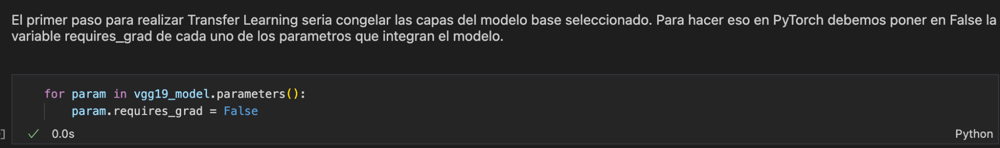 El primer paso para realizar Transfer Learning seria congelar las capas del modelo base seleccionado. Para hacer eso en PyTorch debemos poner en False la
variable requires_grad de cada uno de los parametros que integran el modelo.
for param in vgg19_model.parameters():
    param.requires_grad = False
] ✓ 0.0s Python